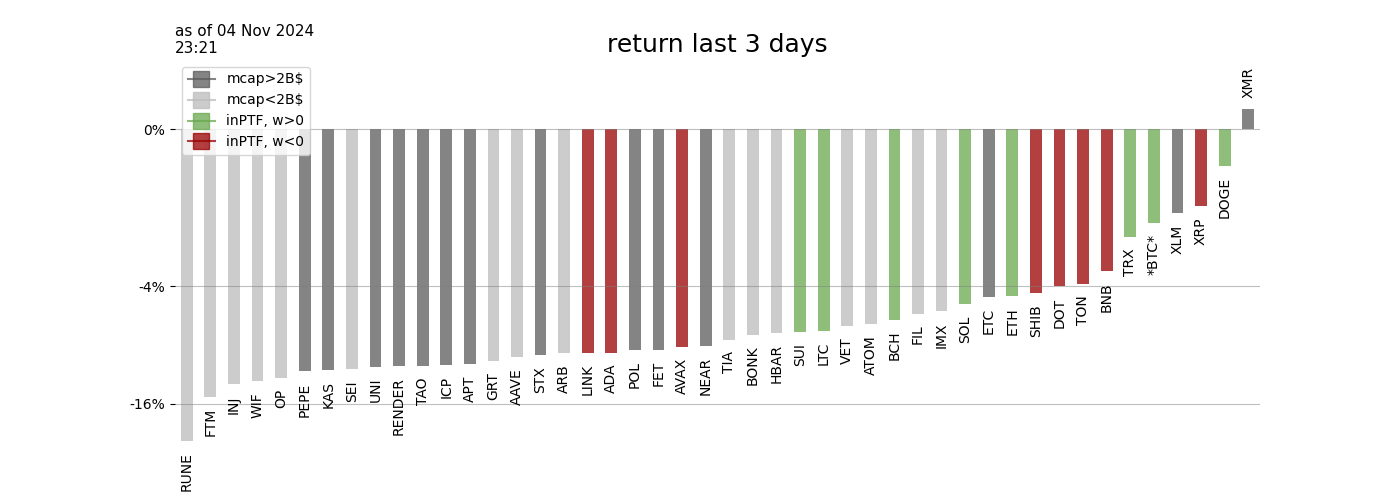 as of 04 Nov 2024
23:21
return last 3 days
mcap>2B$
mcap<2B$
inPTF, w>0
inPTF, w<0
0%
-4%
-16%
RUNE
FTM
INJ
WIF
OP
PEPE
KAS
SEI
UNI
RENDER
TAO
ICP
APT
GRT
AAVE
STX
ARB
LINK
ADA
POL
FET
AVAX
NEAR
TIA
BONK
HBAR
SUI
LTC
VET
ATOM
BCH
FIL
IMX
SOL
ETC
ETH
SHIB
DOT
TON
BNB
TRX
*BTC*
XLM
XRP
DOGE
XMR